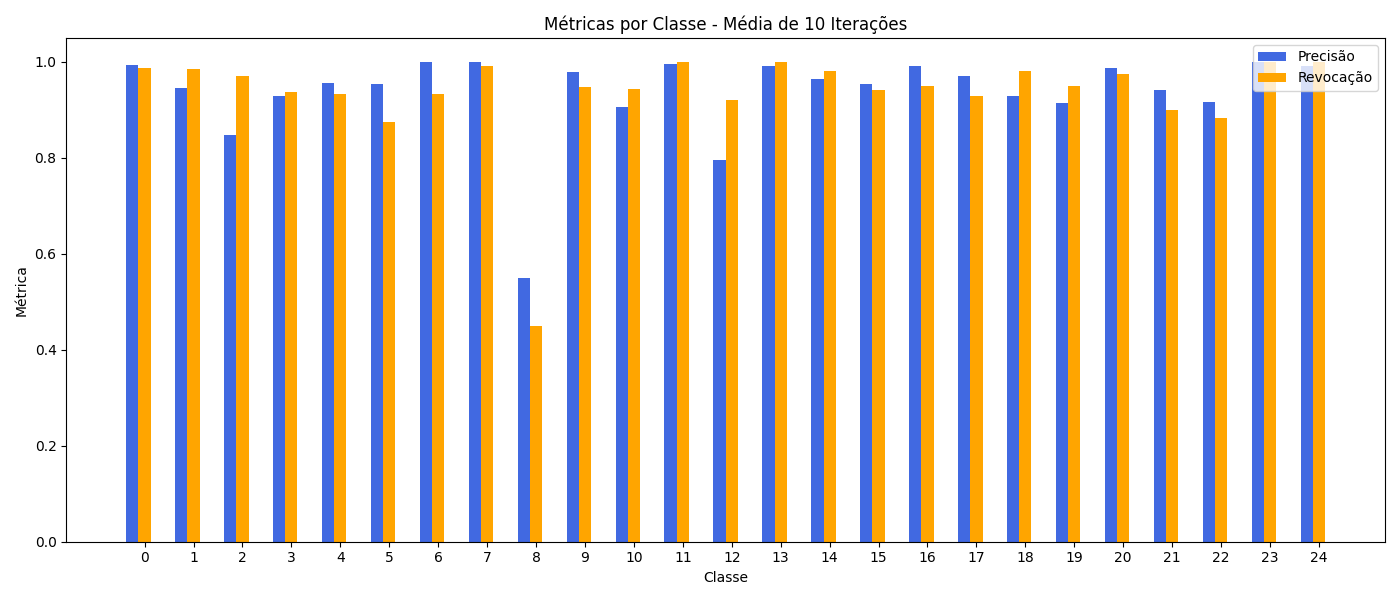 Métricas por Classe - Média de 10 Iterações
Precisão
Revocação
Métrica
1.0
0.8
0.6
0.4
0.2
0.0
0 1 2 3 4 5 6 7 8 9 10 11 12 13 14 15 16 17 18 19 20 21 22 23 24
Classe